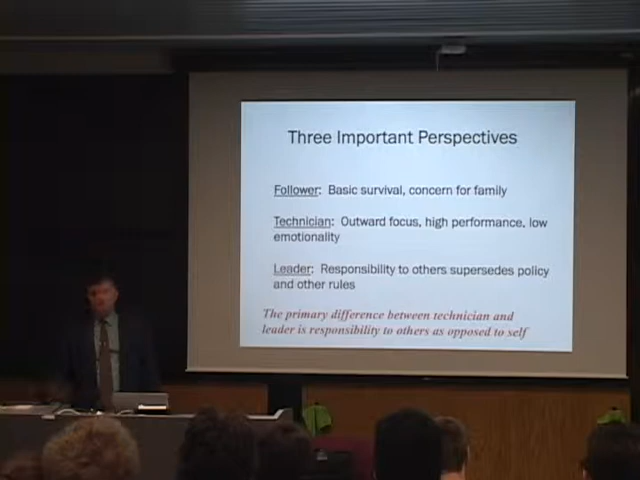 Three Important Perspectives
Follower: Basic survival, concern for family
Technician: Outward focus, high performance, low
emotionality
Leader: Responsibility to others supersedes policy
and other rules
The primary difference between technician and
leader is responsibility to others as opposed to self